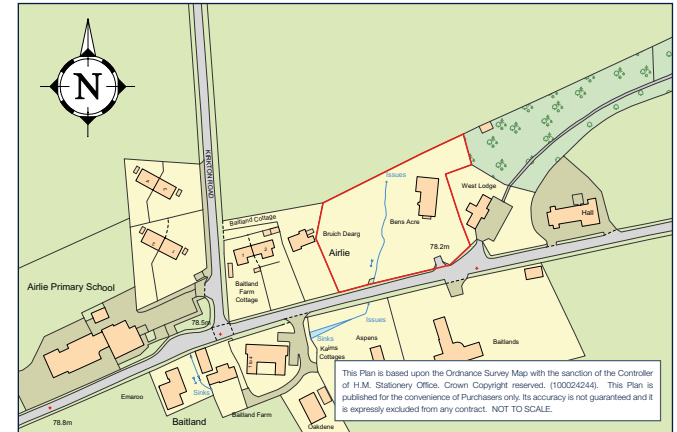 N
KIRKTON ROAD
Issues
West Lodge
Hall
Baitland Cottage
Bens Acre
Bruich Dearg
Airlie
78.2m
1
2
Baitland
Farm
Cottage
Airlie Primary School
78.5m
Issues
Sinks
Kaims
Cottages
Aspens
Baitlands
Sinks
Emaroo
Baitland Farm
Baitland
Oakdene
78.8m
This Plan is based upon the Ordnance Survey Map with the sanction of the Controller
of H.M. Stationery Office. Crown Copyright reserved. (100024244). This Plan is
published for the convenience of Purchasers only. Its accuracy is not guaranteed and it
is expressly excluded from any contract. NOT TO SCALE.